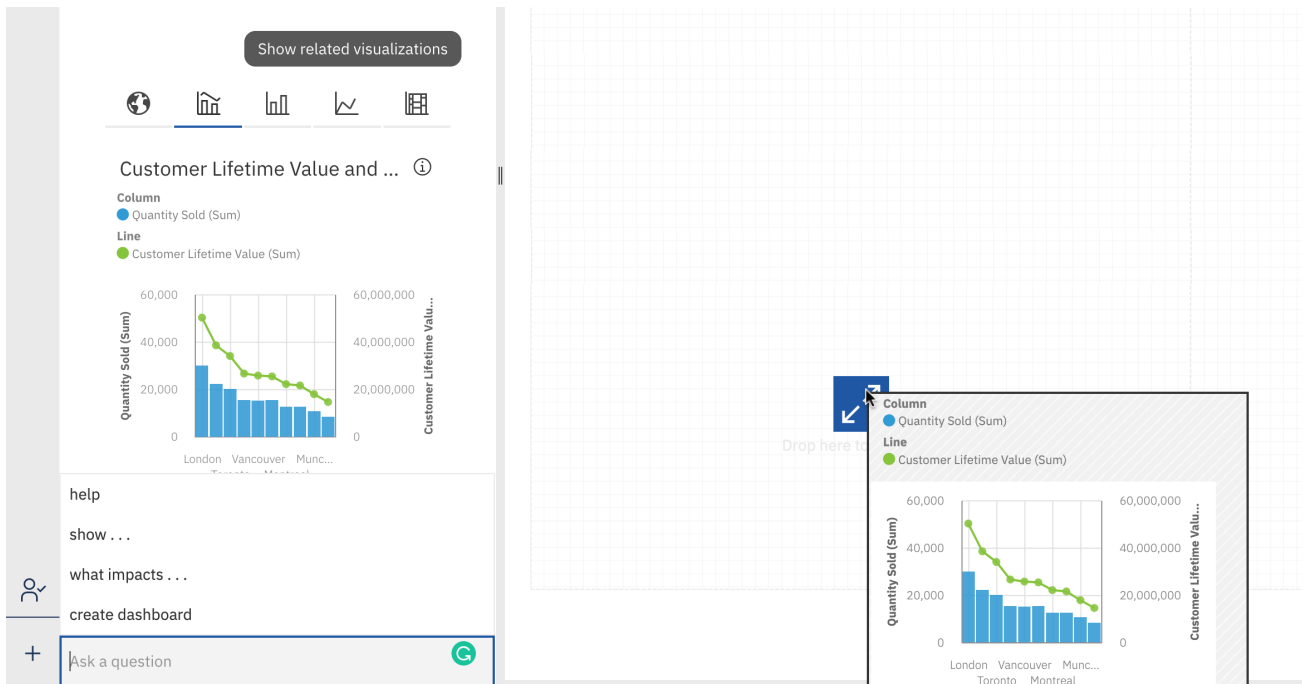 Show related visualizations
Customer Lifetime Value and ...
Column
Quantity Sold (Sum)
Line
Customer Lifetime Value (Sum)
60,000
40,000
20,000
0
Quantity Sold (Sum)
60,000,000
40,000,000
20,000,000
0
Customer Lifetime Valu...
London Vancouver Munc...
Toronto Montreal
help
show . . .
what impacts . . .
create dashboard
Ask a question
Drop here to
Column
Quantity Sold (Sum)
Line
Customer Lifetime Value (Sum)
60,000
40,000
20,000
0
Quantity Sold (Sum)
60,000,000
40,000,000
20,000,000
0
Customer Lifetime Valu...
London Vancouver Munc...
Toronto Montreal